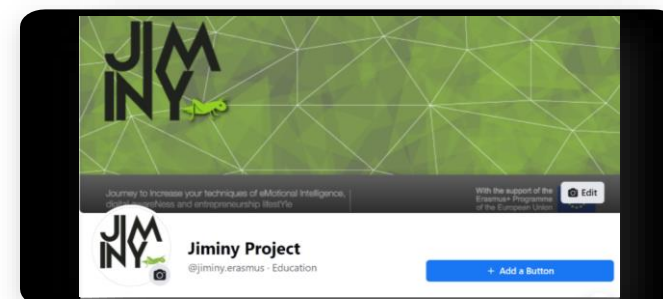 JIM
INY
Journey to Increase your techniques of eMotional Intelligence,
digital awareNess and entrepreneurship lifestYle
With the support of the
Erasmus+ Programme
of the European Union
Edit
JIM
INY
Jiminy Project
@jiminy.erasmus · Education
+ Add a Button